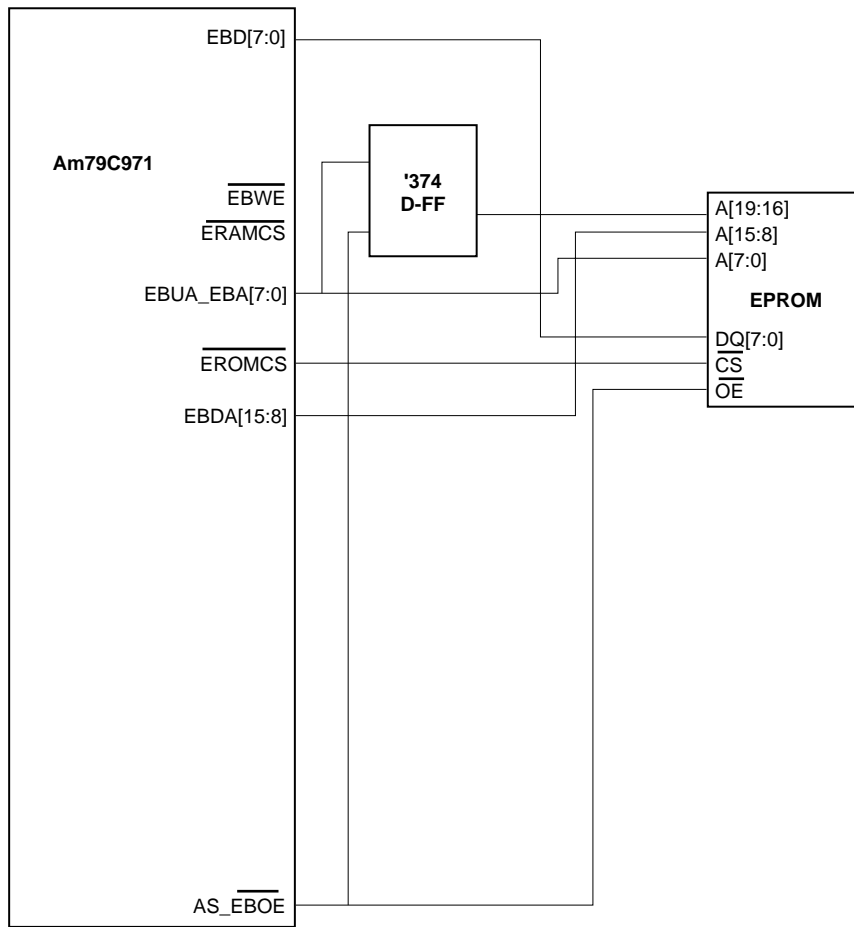 EBD[7:0]
Am79C971
EBWE
ERAMCS
EBUA_EBA[7:0]
EROMCS
EBDA[15:8]
AS_EBOE
'374
D-FF
A[19:16]
A[15:8]
A[7:0]
EPROM
DQ[7:0]
CS
OE